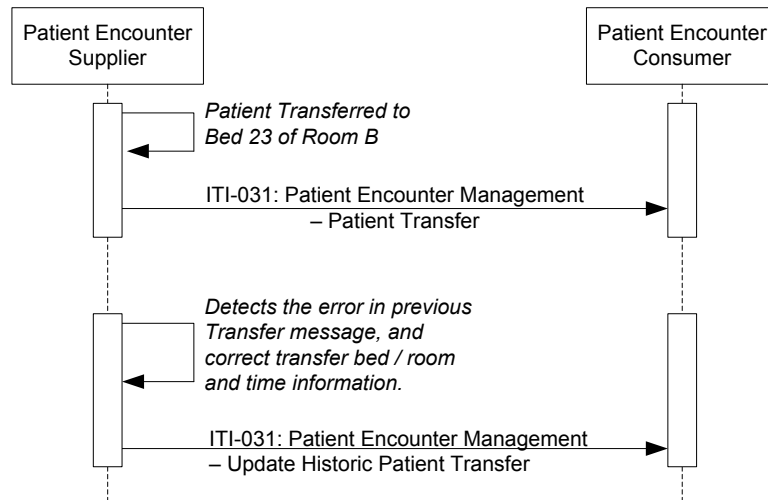 Patient Encounter
Supplier
Patient Encounter
Consumer
Patient Transferred to
Bed 23 of Room B
ITI-031: Patient Encounter Management
– Patient Transfer
Detects the error in previous
Transfer message, and
correct transfer bed / room
and time information.
ITI-031: Patient Encounter Management
– Update Historic Patient Transfer